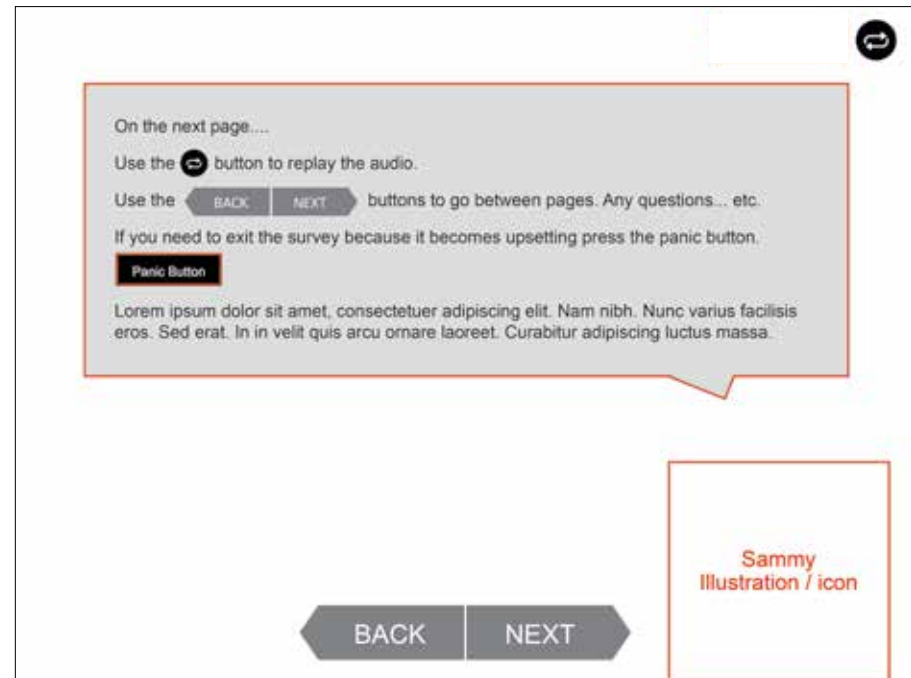 On the next page....
Use the button to replay the audio.
Use the BACK NEXT buttons to go between pages. Any questions... etc.
If you need to exit the survey because it becomes upsetting press the panic button.
Panic Button
Lorem ipsum dolor sit amet, consectetuer adipiscing elit. Nam nibh. Nunc varius facilisis
eros. Sed erat. In in velit quis arcu ornare laoreet. Curabitur adipiscing luctus massa.
Sammy
Illustration / icon
BACK NEXT